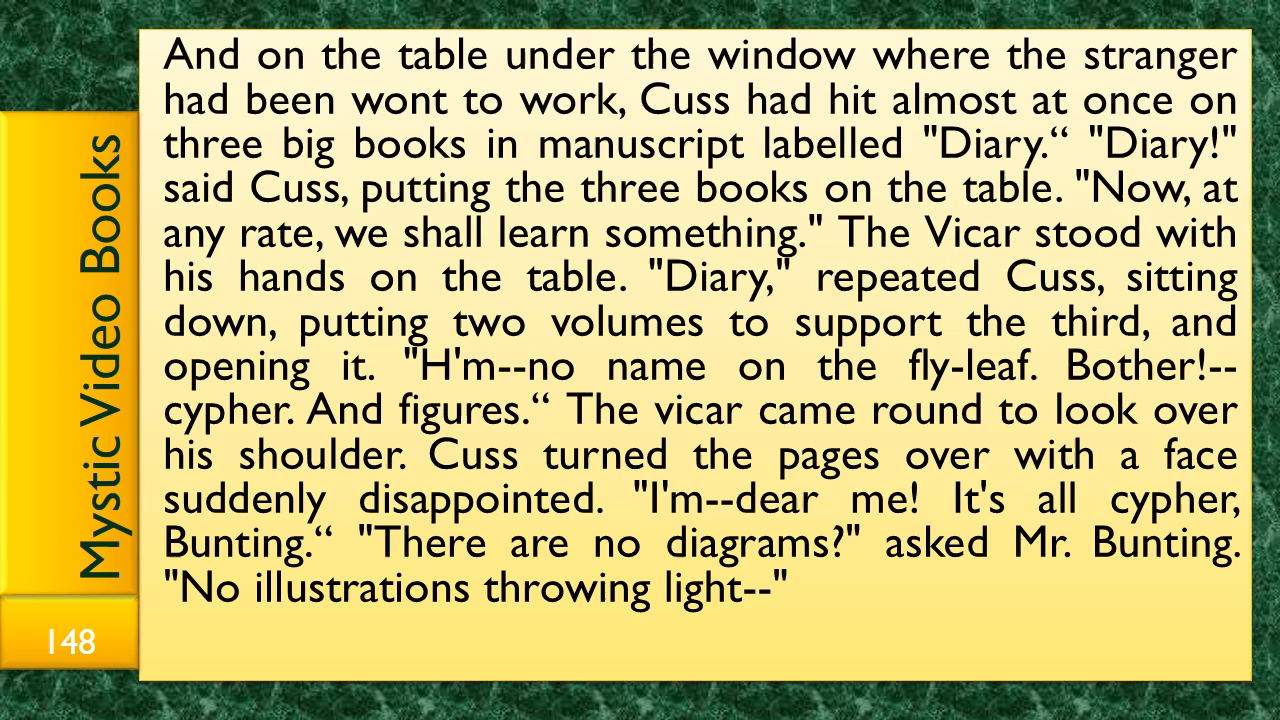 And on the table under the window where the stranger
had been wont to work, Cuss had hit almost at once on
three big books in manuscript labelled "Diary.“ "Diary!"
said Cuss, putting the three books on the table. "Now, at
any rate, we shall learn something." The Vicar stood with
his hands on the table. "Diary," repeated Cuss, sitting
down, putting two volumes to support the third, and
opening it. "H'm--no name on the fly-leaf. Bother!--
cypher. And figures.“ The vicar came round to look over
his shoulder. Cuss turned the pages over with a face
suddenly disappointed. "I'm--dear me! It's all cypher,
Bunting.“ "There are no diagrams?" asked Mr. Bunting.
"No illustrations throwing light--"
Mystic Video Books
148